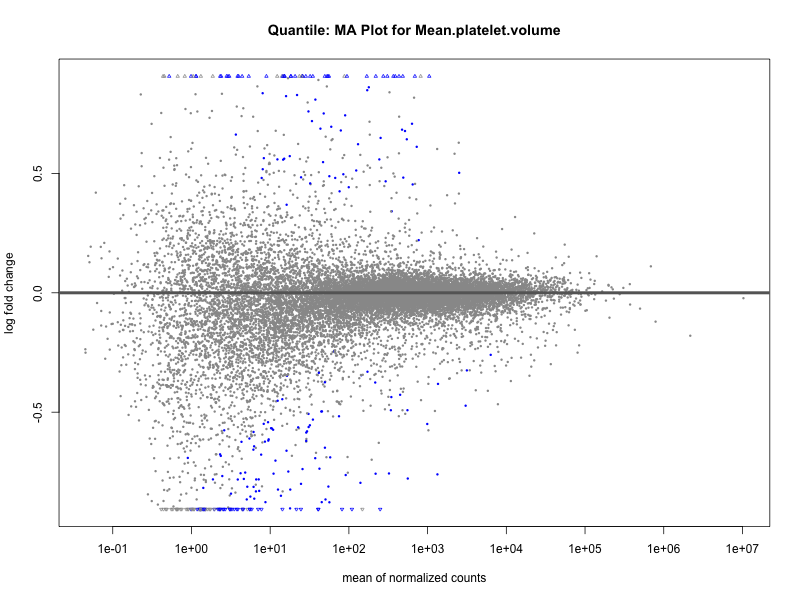 Quantile: MA Plot for Mean.platelet.volume
log fold change
0.5
0.0
-0.5
1e-01 1e+00 1e+01 1e+02 1e+03 1e+04 1e+05 1e+06 1e+07
mean of normalized counts